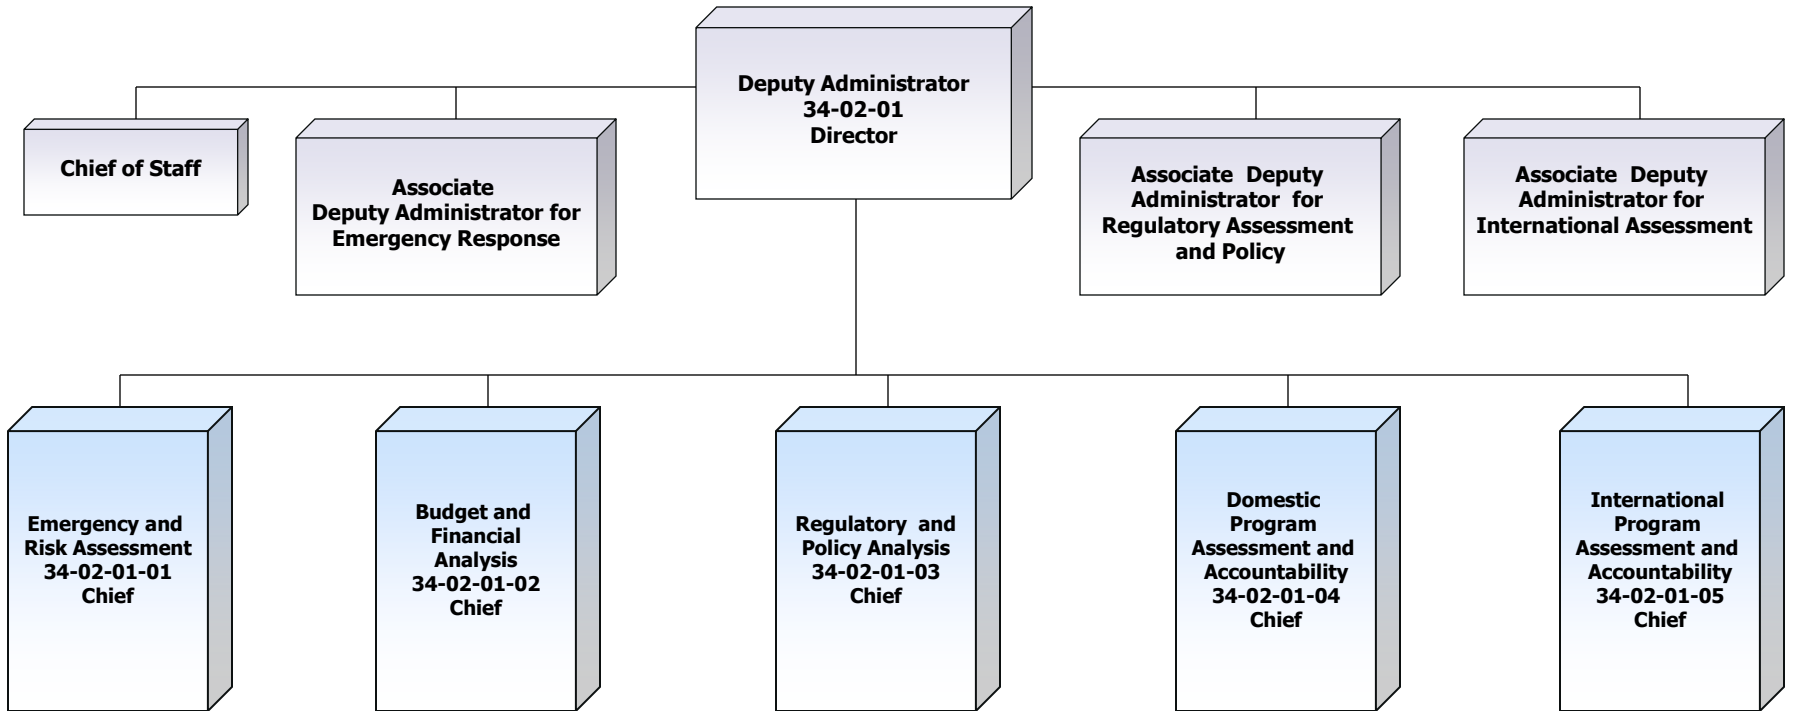 Deputy Administrator
34-02-01
Director
Chief of Staff
Associate
Deputy Administrator for
Emergency Response
Associate Deputy
Administrator for
Regulatory Assessment
and Policy
Associate Deputy
Administrator for
International Assessment
Emergency and
Risk Assessment
34-02-01-01
Chief
Budget and
Financial
Analysis
34-02-01-02
Chief
Regulatory and
Policy Analysis
34-02-01-03
Chief
Domestic
Program
Assessment and
Accountability
34-02-01-04
Chief
International
Program
Assessment and
Accountability
34-02-01-05
Chief